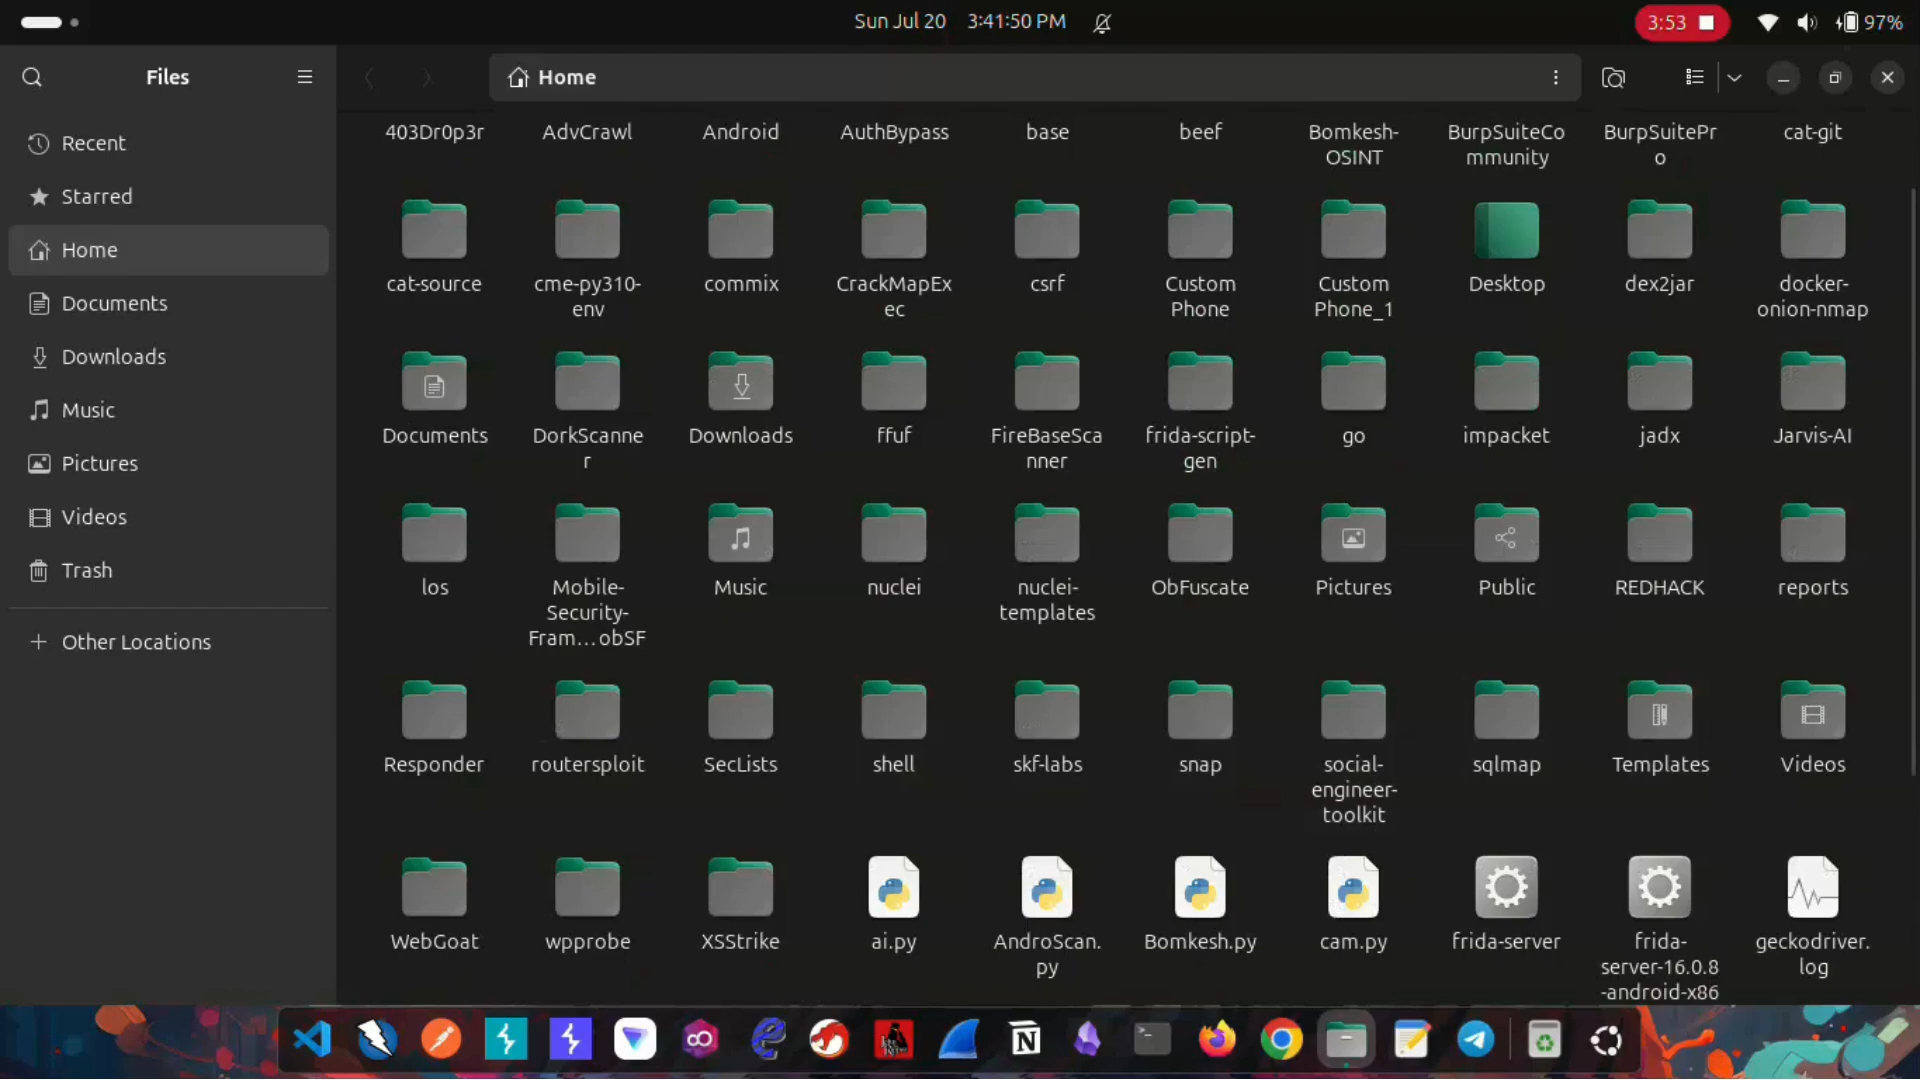 Sun Jul 20 3:41:50 PM
3:53
97%
Files
Home
Recent
Starred
Home
Documents
Downloads
Music
Pictures
Videos
Trash
Other Locations
403Dr0p3r
AdvCrawl
Android
AuthBypass
base
beef
Bomkesh-
OSINT
BurpSuiteCo
mmunity
BurpSuitePr
o
cat-git
cat-source
cme-py310-
env
commix
CrackMapEx
ec
csrf
Custom
Phone
Custom
Phone_1
Desktop
dex2jar
docker-
onion-nmap
Documents
DorkScanne
r
Downloads
ffuf
FireBaseSca
nner
frida-script-
gen
go
impacket
jadx
Jarvis-AI
los
Mobile-
Security-
Fram…obSF
Music
nuclei
nuclei-
templates
ObFuscate
Pictures
Public
REDHACK
reports
Responder
routersploit
SecLists
shell
skf-labs
snap
social-
engineer-
toolkit
sqlmap
Templates
Videos
WebGoat
wpprobe
XSStrike
ai.py
AndroScan.
py
Bomkesh.py
cam.py
frida-server
frida-
server-16.0.8
-android-x86
geckodriver.
log